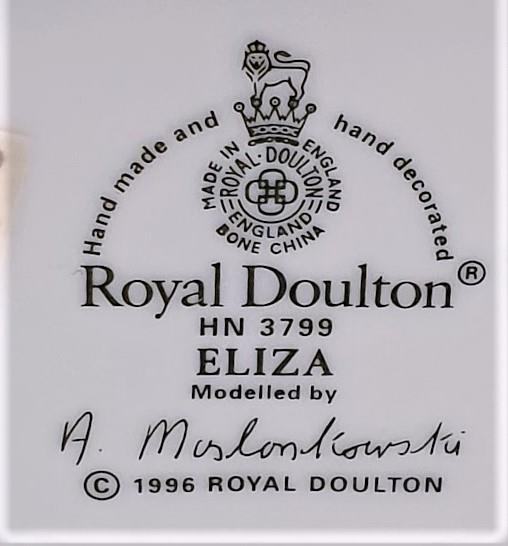 Hand made and hand decorated
MADE IN ENGLAND
ROYAL·DOULTON
ENGLAND
BONE CHINA
Royal Doulton®
HN 3799
ELIZA
Modelled by
A. Maslankowski
© 1996 ROYAL DOULTON